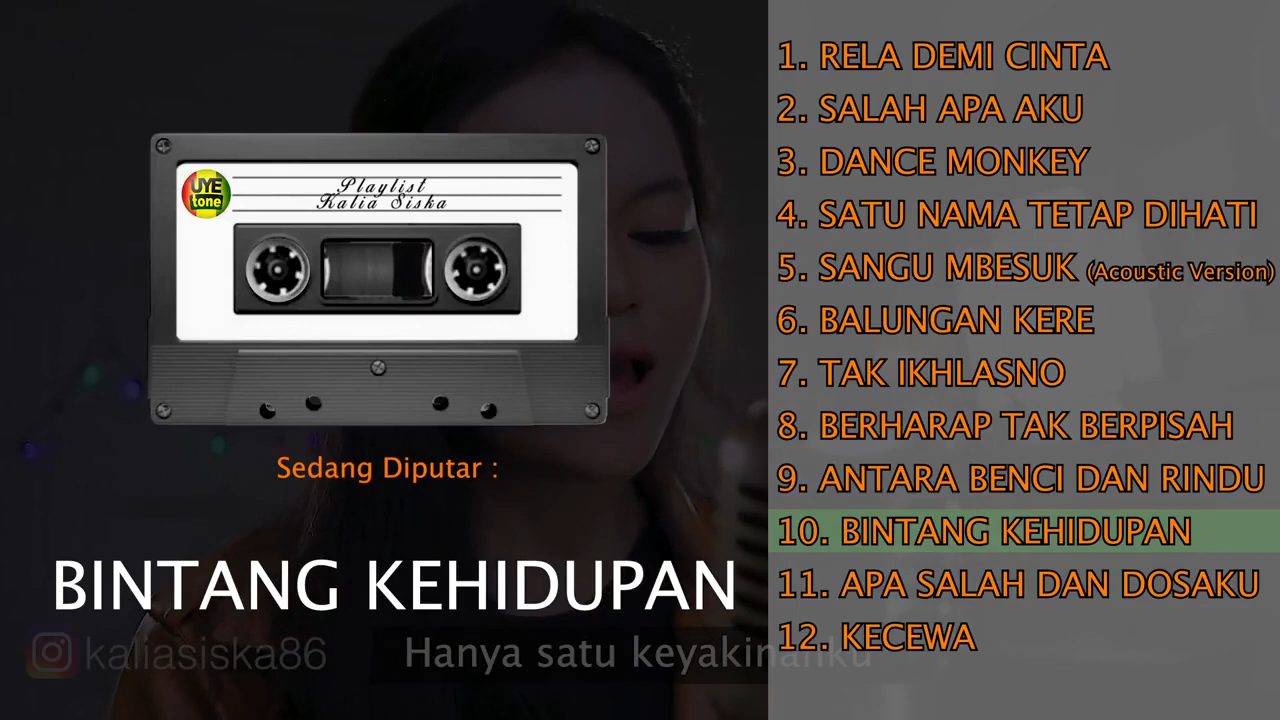 UYE
tone
Playlist
Kalia Siska
Sedang Diputar :
BINTANG KEHIDUPAN
kaliasiska86
Hanya satu keyakinanku
1. RELA DEMI CINTA
2. SALAH APA AKU
3. DANCE MONKEY
4. SATU NAMA TETAP DIHATI
5. SANGU MBESUK (Acoustic Version)
6. BALUNGAN KERE
7. TAK IKHLASNO
8. BERHARAP TAK BERPISAH
9. ANTARA BENCI DAN RINDU
10. BINTANG KEHIDUPAN
11. APA SALAH DAN DOSAKU
12. KECEWA